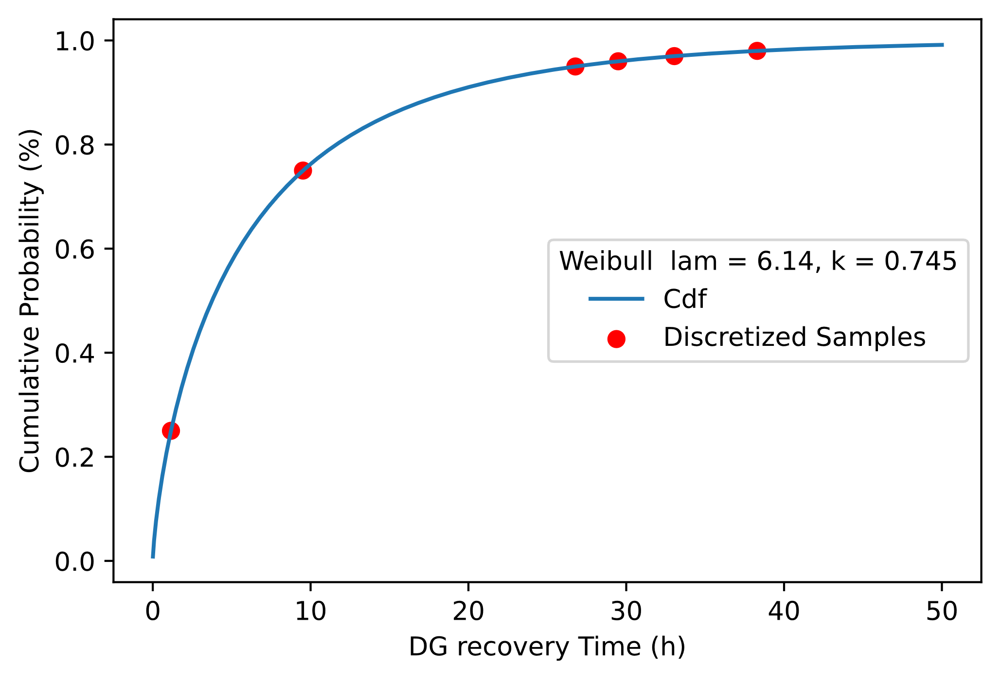 1.0
0.8
0.6
0.4
0.2
0.0
Cumulative Probability (%)
Weibull  lam = 6.14, k = 0.745
Cdf
Discretized Samples
0 10 20 30 40 50
DG recovery Time (h)